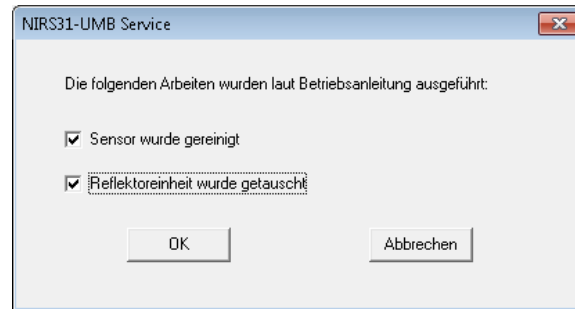 NIRS31-UMB Service
Die folgenden Arbeiten wurden laut Betriebsanleitung ausgeführt:
Sensor wurde gereinigt
Reflektoreinheit wurde getauscht
OK Abbrechen